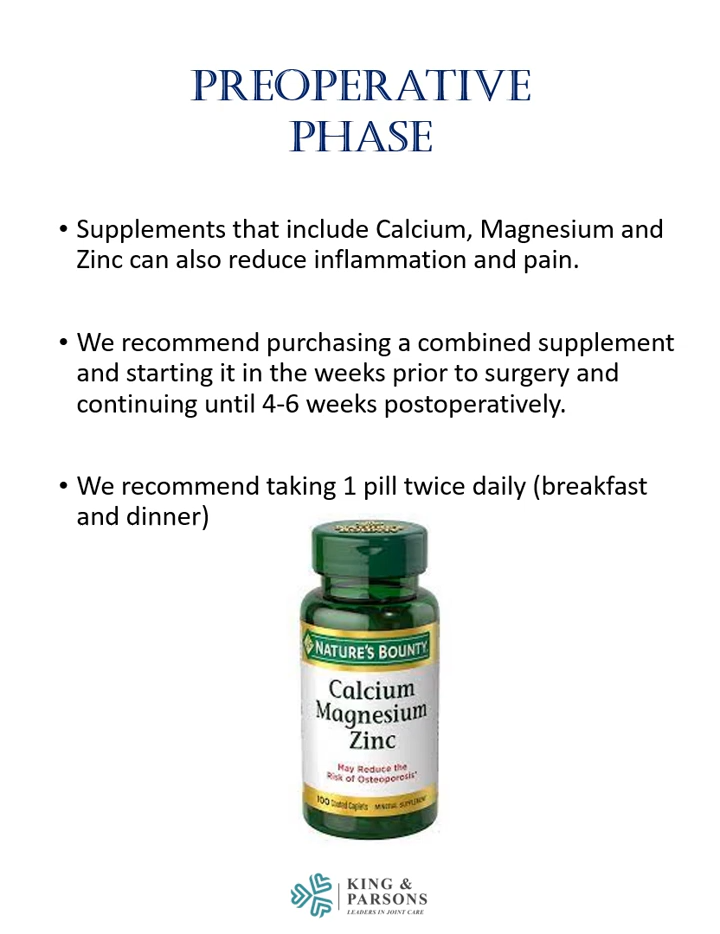 PREOPERATIVE
PHASE
• Supplements that include Calcium, Magnesium and
Zinc can also reduce inflammation and pain.
• We recommend purchasing a combined supplement
and starting it in the weeks prior to surgery and
continuing until 4-6 weeks postoperatively.
• We recommend taking 1 pill twice daily (breakfast
and dinner)
NATURE'S BOUNTY
Calcium
Magnesium
Zinc
May Reduce the
Risk of Osteoporosis*
100 Coated Caplets MINERAL SUPPLEMENT
KING &
PARSONS
LEADERS IN JOINT CARE